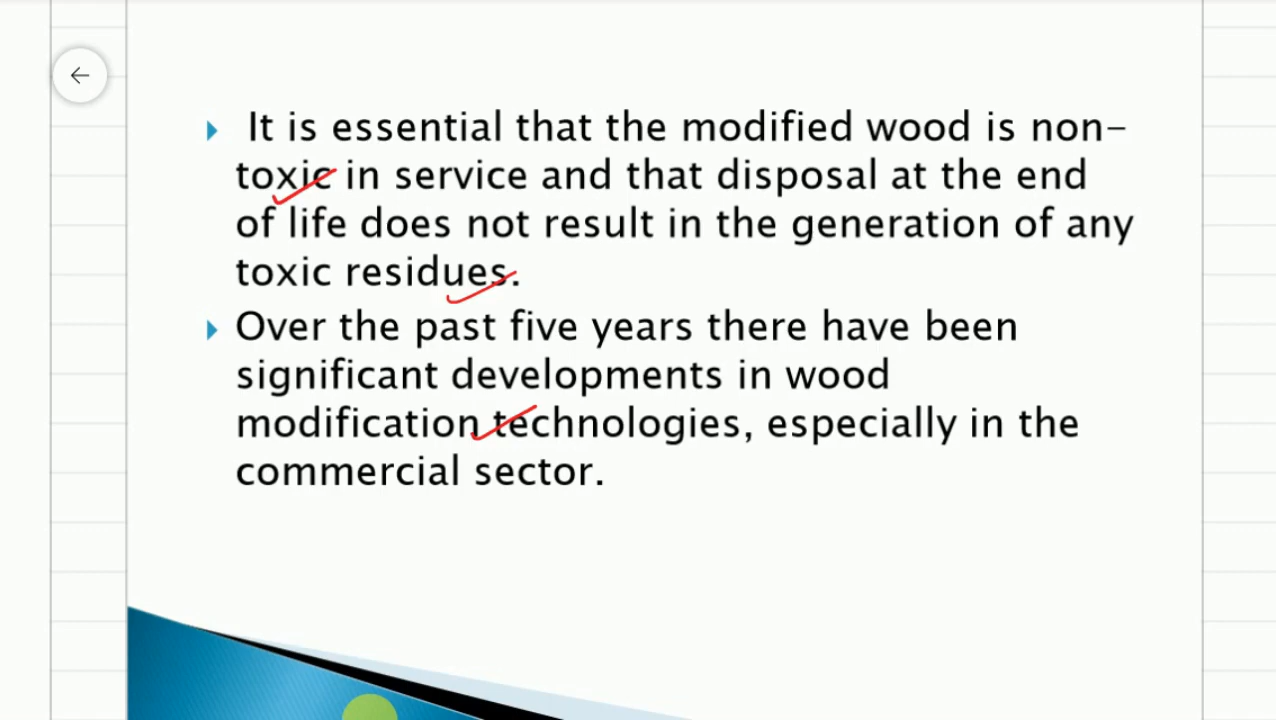 It is essential that the modified wood is non-
toxic in service and that disposal at the end
of life does not result in the generation of any
toxic residues.
Over the past five years there have been
significant developments in wood
modification technologies, especially in the
commercial sector.